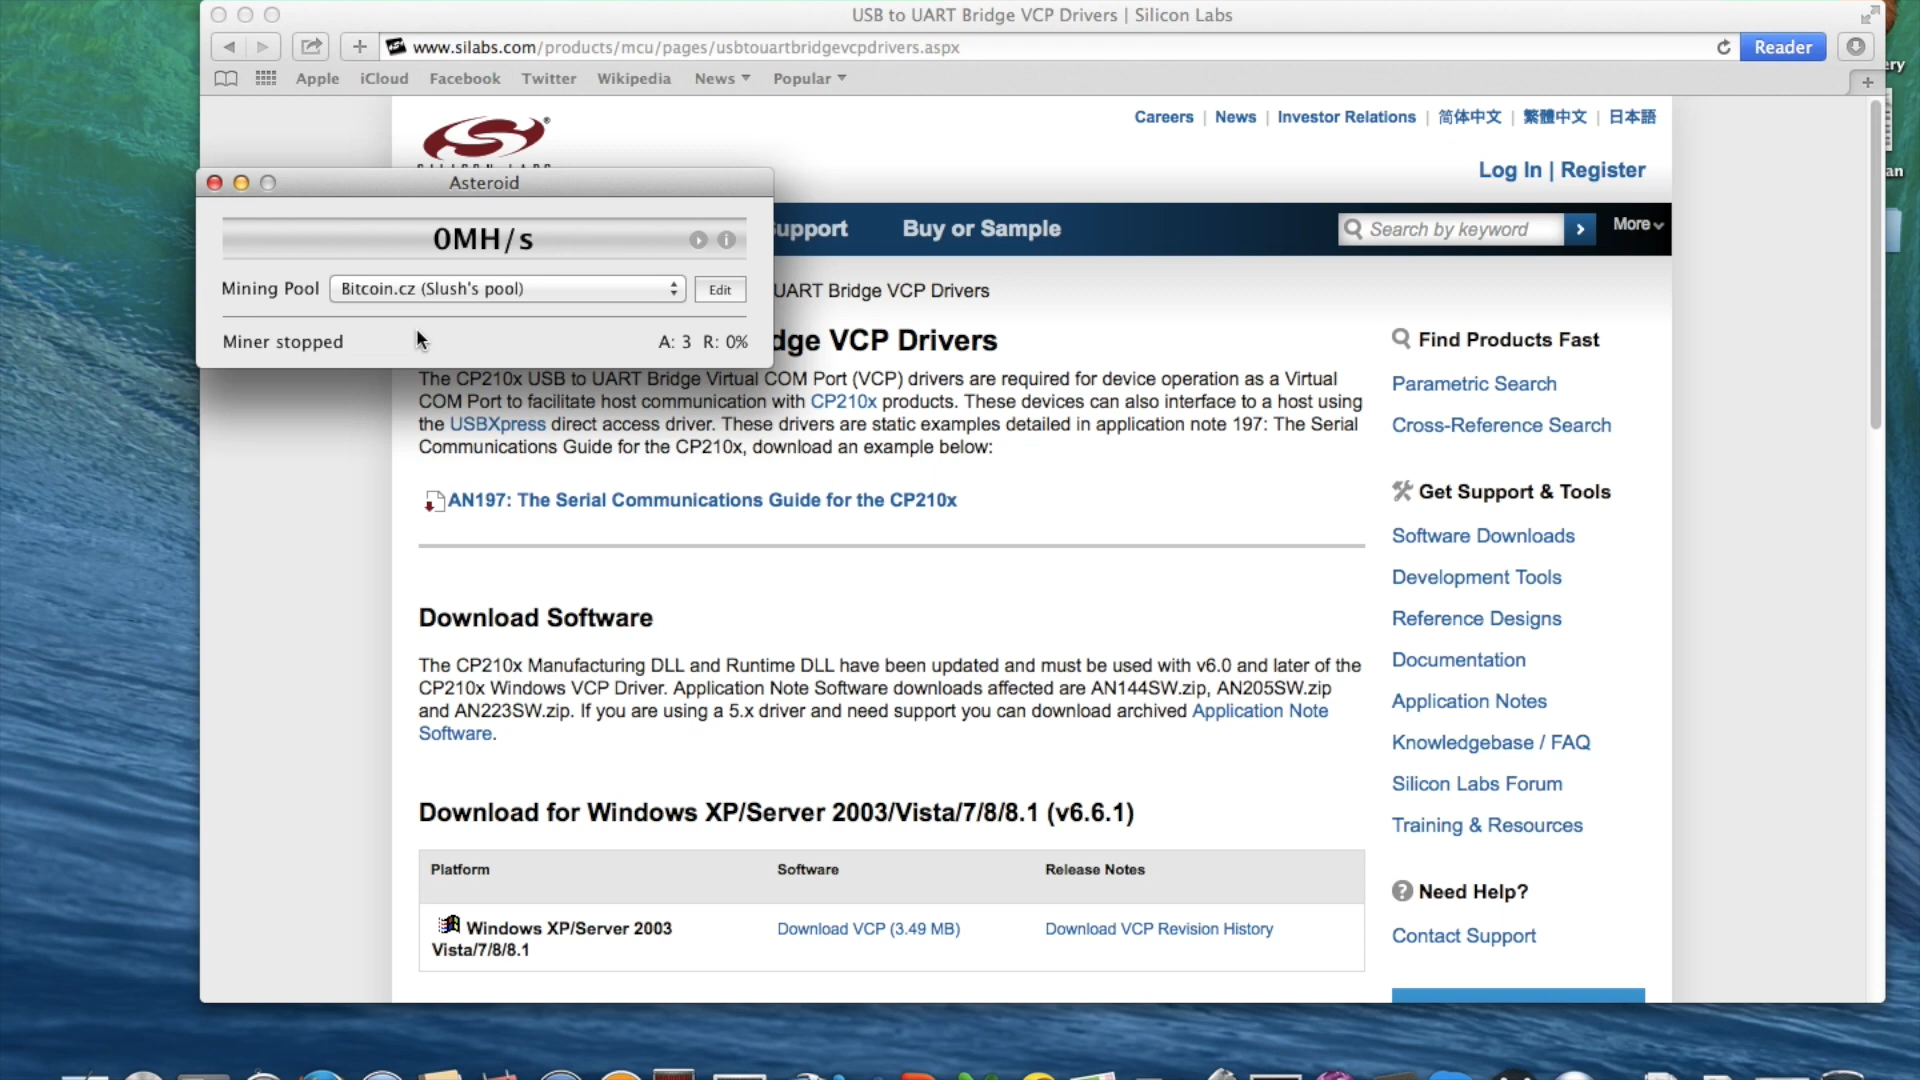 USB to UART Bridge VCP Drivers | Silicon Labs
www.silabs.com/products/mcu/pages/usbtouartbridgevcpdrivers.aspx
Reader
Apple iCloud Facebook Twitter Wikipedia News Popular
Careers | News | Investor Relations | 简体中文 | 繁體中文 | 日本語
Log In | Register
Asteroid
0MH/s
Mining Pool Bitcoin.cz (Slush's pool) Edit
Miner stopped A: 3 R: 0%
Support Buy or Sample Search by keyword More
UART Bridge VCP Drivers
dge VCP Drivers
The CP210x USB to UART Bridge Virtual COM Port (VCP) drivers are required for device operation as a Virtual
COM Port to facilitate host communication with CP210x products. These devices can also interface to a host using
the USBXpress direct access driver. These drivers are static examples detailed in application note 197: The Serial
Communications Guide for the CP210x, download an example below:
AN197: The Serial Communications Guide for the CP210x
Download Software
The CP210x Manufacturing DLL and Runtime DLL have been updated and must be used with v6.0 and later of the
CP210x Windows VCP Driver. Application Note Software downloads affected are AN144SW.zip, AN205SW.zip
and AN223SW.zip. If you are using a 5.x driver and need support you can download archived Application Note
Software.
Download for Windows XP/Server 2003/Vista/7/8/8.1 (v6.6.1)
Platform Software Release Notes
Windows XP/Server 2003 Download VCP (3.49 MB) Download VCP Revision History
Vista/7/8/8.1
Find Products Fast
Parametric Search
Cross-Reference Search
Get Support & Tools
Software Downloads
Development Tools
Reference Designs
Documentation
Application Notes
Knowledgebase / FAQ
Silicon Labs Forum
Training & Resources
Need Help?
Contact Support
ery
an